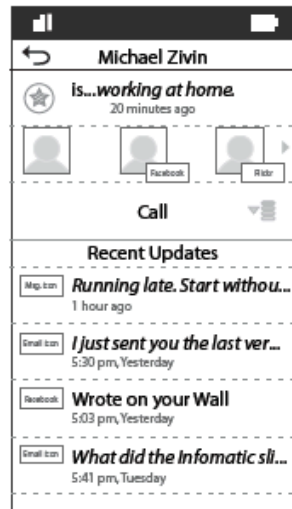 Michael Zivin
is...working at home.
20 minutes ago
Facebook
Flickr
Call
Recent Updates
Msg. Icon
Running late. Start withou...
1 hour ago
Email Icon
I just sent you the last ver...
5:30 pm, Yesterday
Facebook
Wrote on your Wall
5:03 pm, Yesterday
Email Icon
What did the Infomatic sli...
5:41 pm, Tuesday